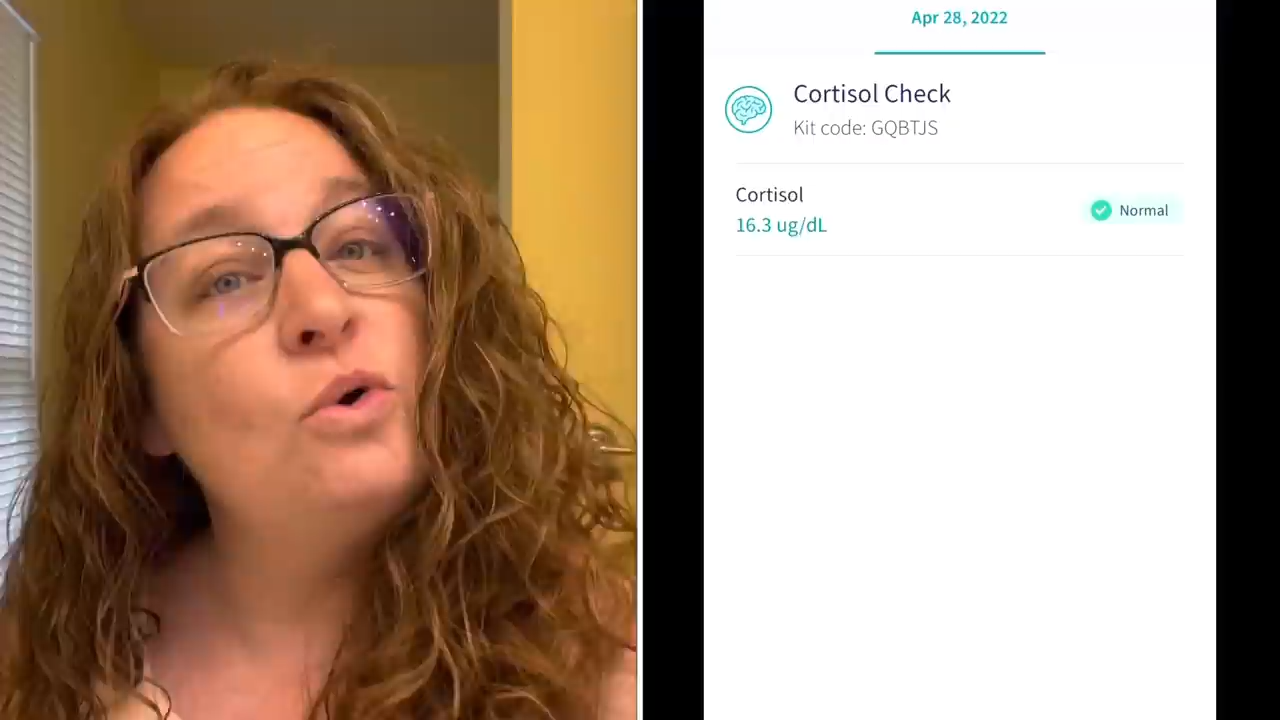 Apr 28, 2022
Cortisol Check
Kit code: GQBTJS
Cortisol
16.3 ug/dL
Normal